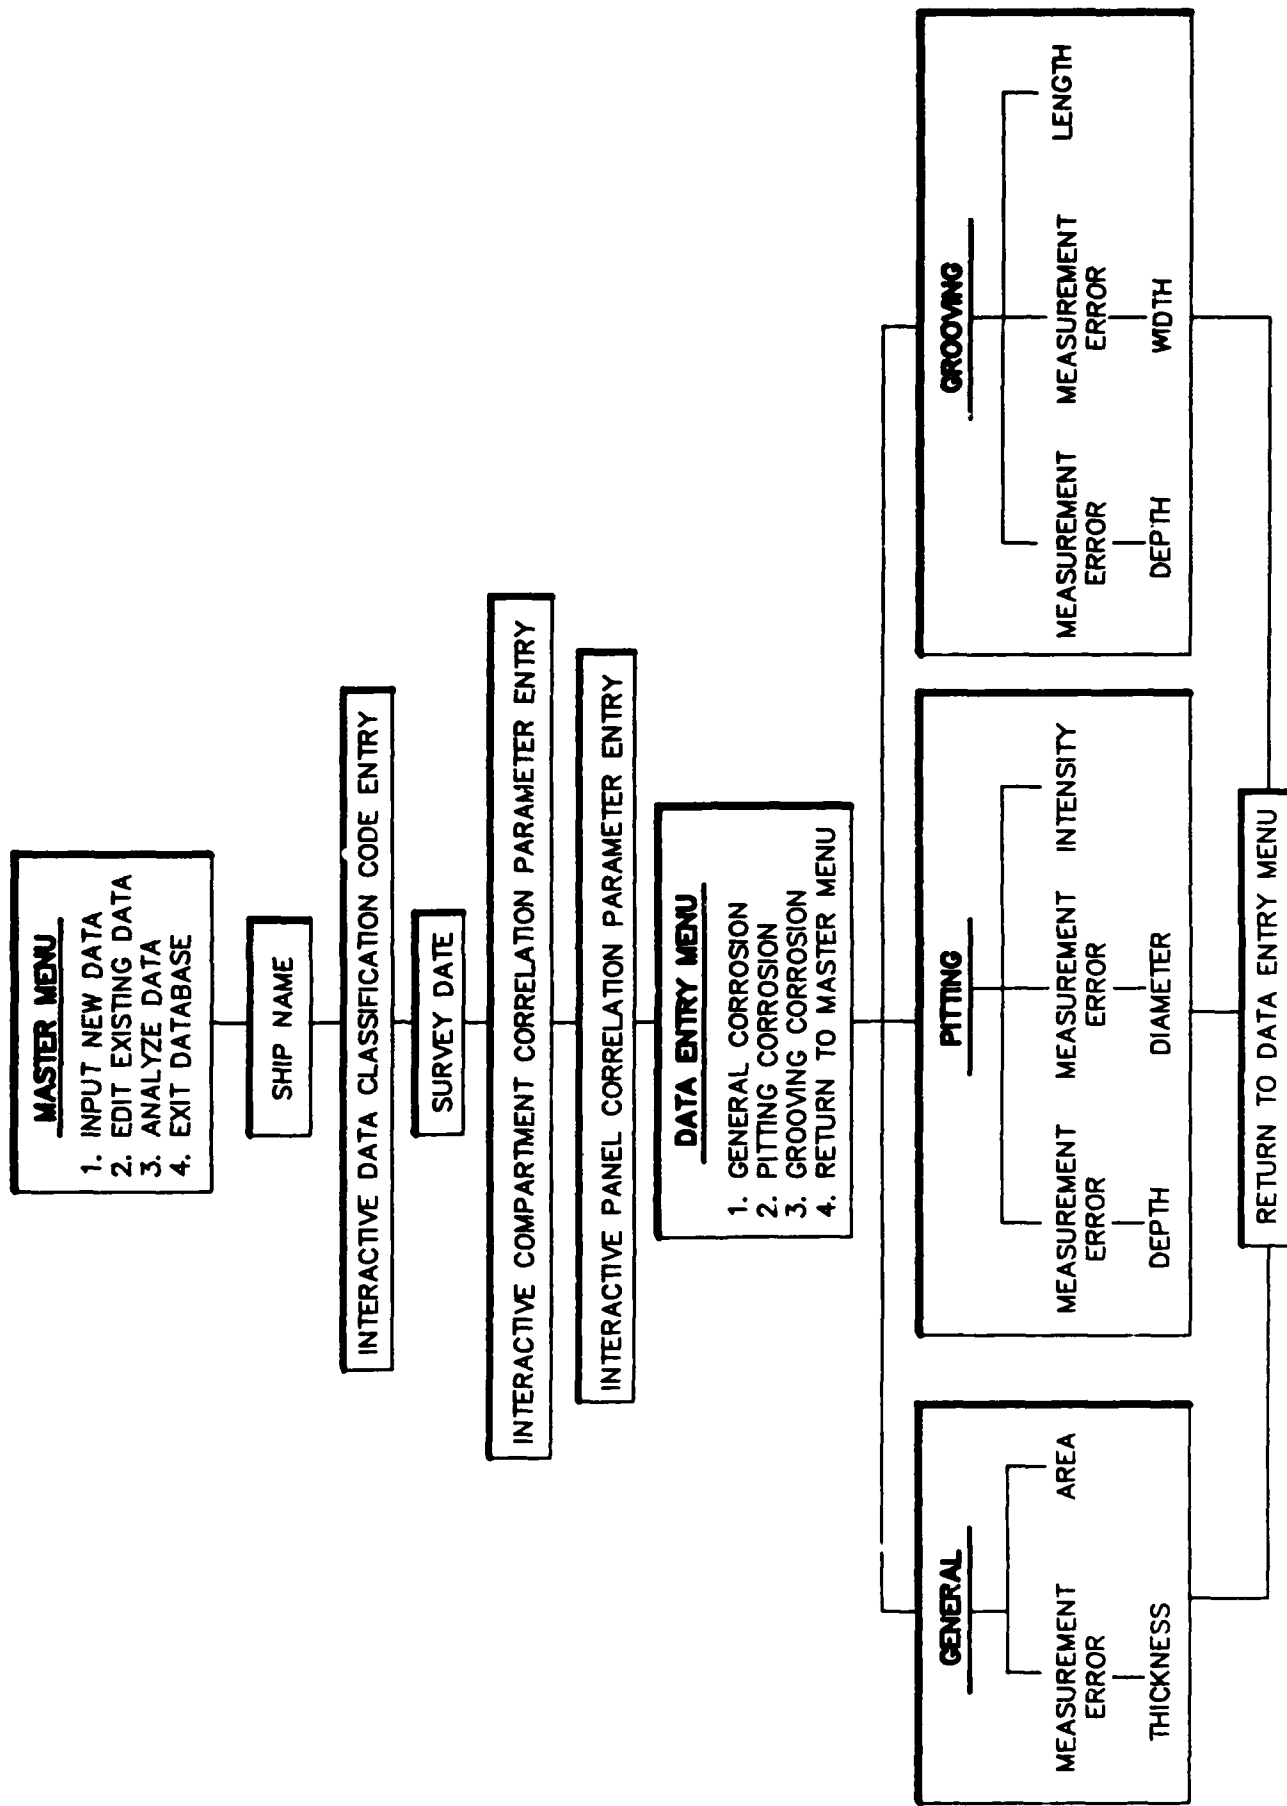 MASTER MENU
1. INPUT NEW DATA
2. EDIT EXISTING DATA
3. ANALYZE DATA
4. EXIT DATABASE
SHIP NAME
INTERACTIVE DATA CLASSIFICATION CODE ENTRY
SURVEY DATE
INTERACTIVE COMPARTMENT CORRELATION PARAMETER ENTRY
INTERACTIVE PANEL CORRELATION PARAMETER ENTRY
DATA ENTRY MENU
1. GENERAL CORROSION
2. PITTING CORROSION
3. GROOVING CORROSION
4. RETURN TO MASTER MENU
GENERAL
MEASUREMENT
ERROR
THICKNESS
AREA
PITTING
MEASUREMENT
ERROR
DEPTH
MEASUREMENT
ERROR
DIAMETER
INTENSITY
GROOVING
MEASUREMENT
ERROR
DEPTH
MEASUREMENT
ERROR
WIDTH
LENGTH
RETURN TO DATA ENTRY MENU